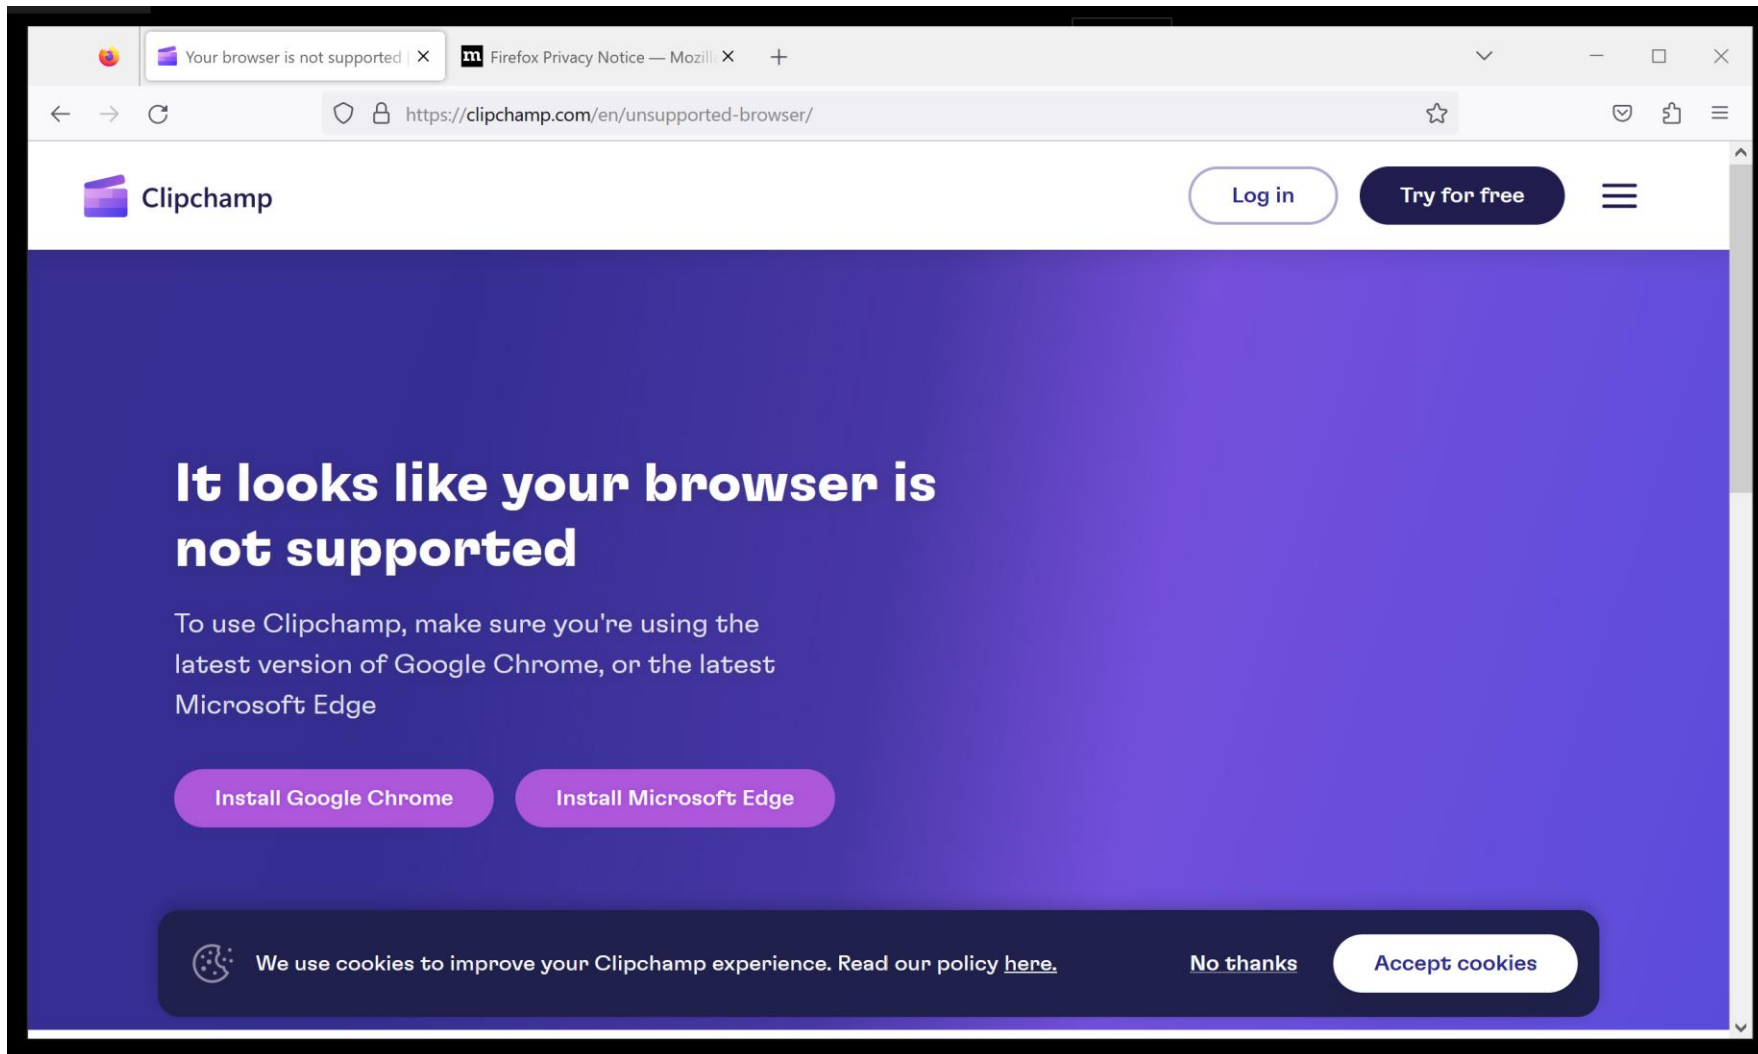 Your browser is not supported |
Firefox Privacy Notice — Mozill
https://clipchamp.com/en/unsupported-browser/
Clipchamp
Log in
Try for free
It looks like your browser is
not supported
To use Clipchamp, make sure you're using the
latest version of Google Chrome, or the latest
Microsoft Edge
Install Google Chrome
Install Microsoft Edge
We use cookies to improve your Clipchamp experience. Read our policy here.
No thanks
Accept cookies